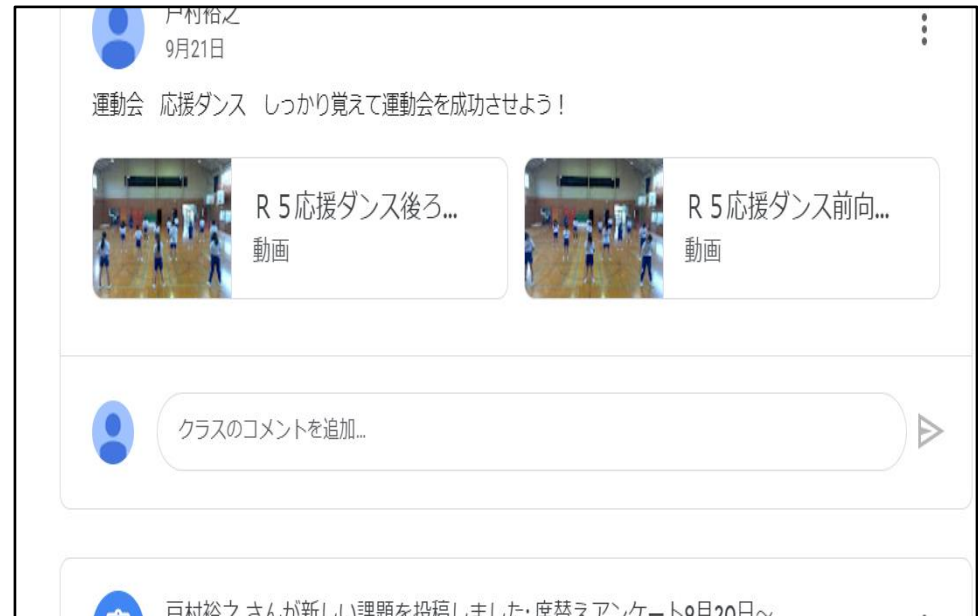 戸村裕之
9月21日
運動会　応援ダンス　しっかり覚えて運動会を成功させよう！
Ｒ５応援ダンス後ろ...
動画
Ｒ５応援ダンス前向...
動画
クラスのコメントを追加...
戸村裕之 さんが新しい課題を投稿しました: 席替えアンケート9月20日～